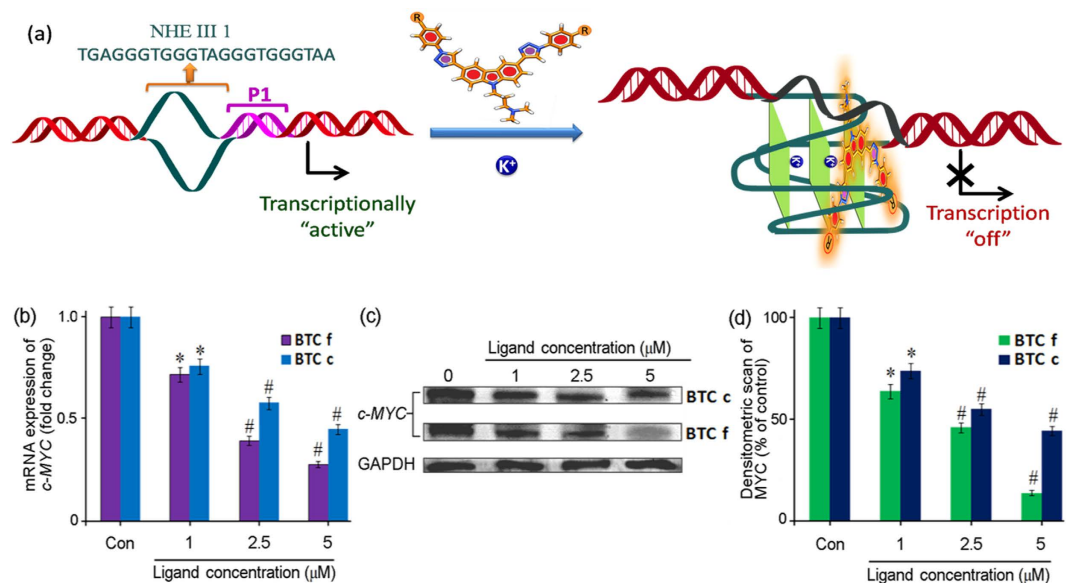 (a)
NHE III 1
TGAGGGTGGGTAGGGTGGGTAA
P1
Transcriptionally
"active"
R
R
K+
K
K
R
R
Transcription
"off"
(b)
mRNA expression of
c-MYC (fold change)
1.0
0.5
0
BTC f
BTC c
* *
# #
# #
Con 1 2.5 5
Ligand concentration (μM)
(c)
Ligand concentration (μM)
0 1 2.5 5
c-MYC
BTC c
BTC f
GAPDH
(d)
Densitometric scan of
MYC (% of control)
100
50
0
BTC f
BTC c
* *
# #
# #
Con 1 2.5 5
Ligand concentration (μM)